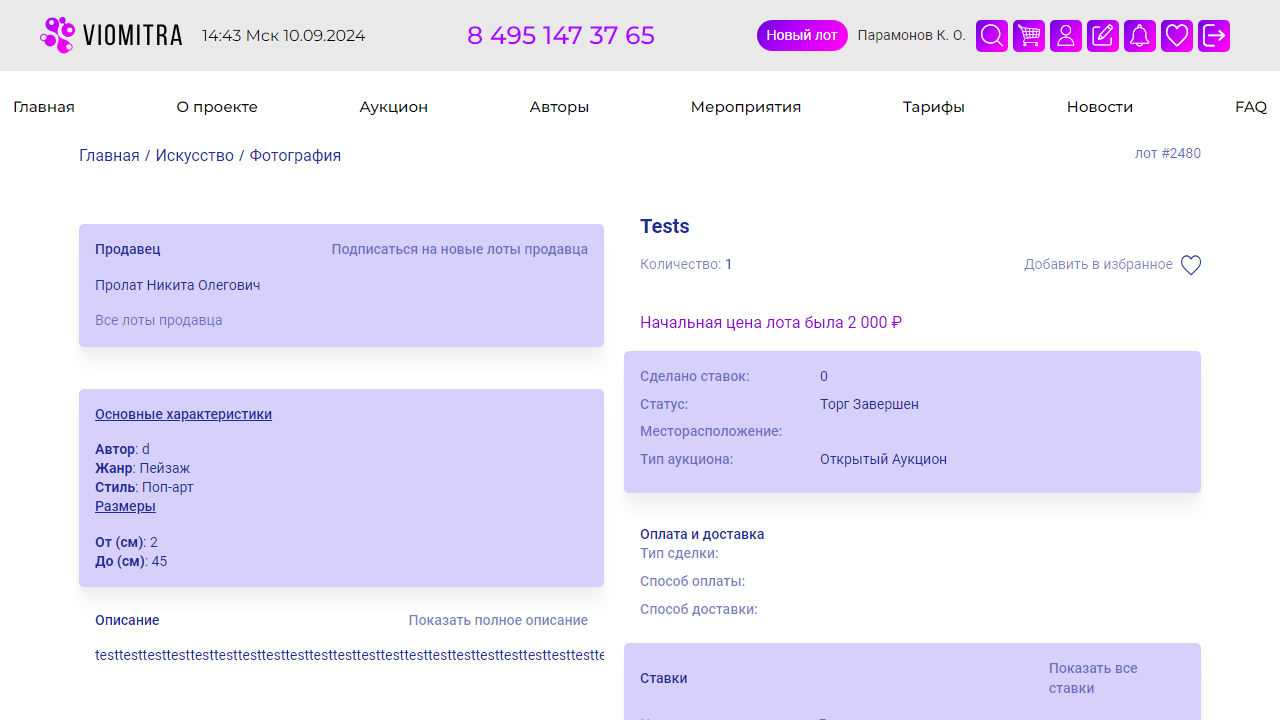 VIOMITRA 14:43 Мск 10.09.2024 8 495 147 37 65 Новый лот Парамонов К. О.
Главная О проекте Аукцион Авторы Мероприятия Тарифы Новости FAQ
Главная / Искусство / Фотография
лот #2480
Продавец Подписаться на новые лоты продавца
Пролат Никита Олегович
Все лоты продавца
Основные характеристики
Автор: d
Жанр: Пейзаж
Стиль: Поп-арт
Размеры
От (см): 2
До (см): 45
Описание Показать полное описание
Tests
Количество: 1 Добавить в избранное
Начальная цена лота была 2 000 ₽
Сделано ставок: 0
Статус: Торг Завершен
Месторасположение:
Тип аукциона: Открытый Аукцион
Оплата и доставка
Тип сделки:
Способ оплаты:
Способ доставки:
Ставки Показать все
ставки